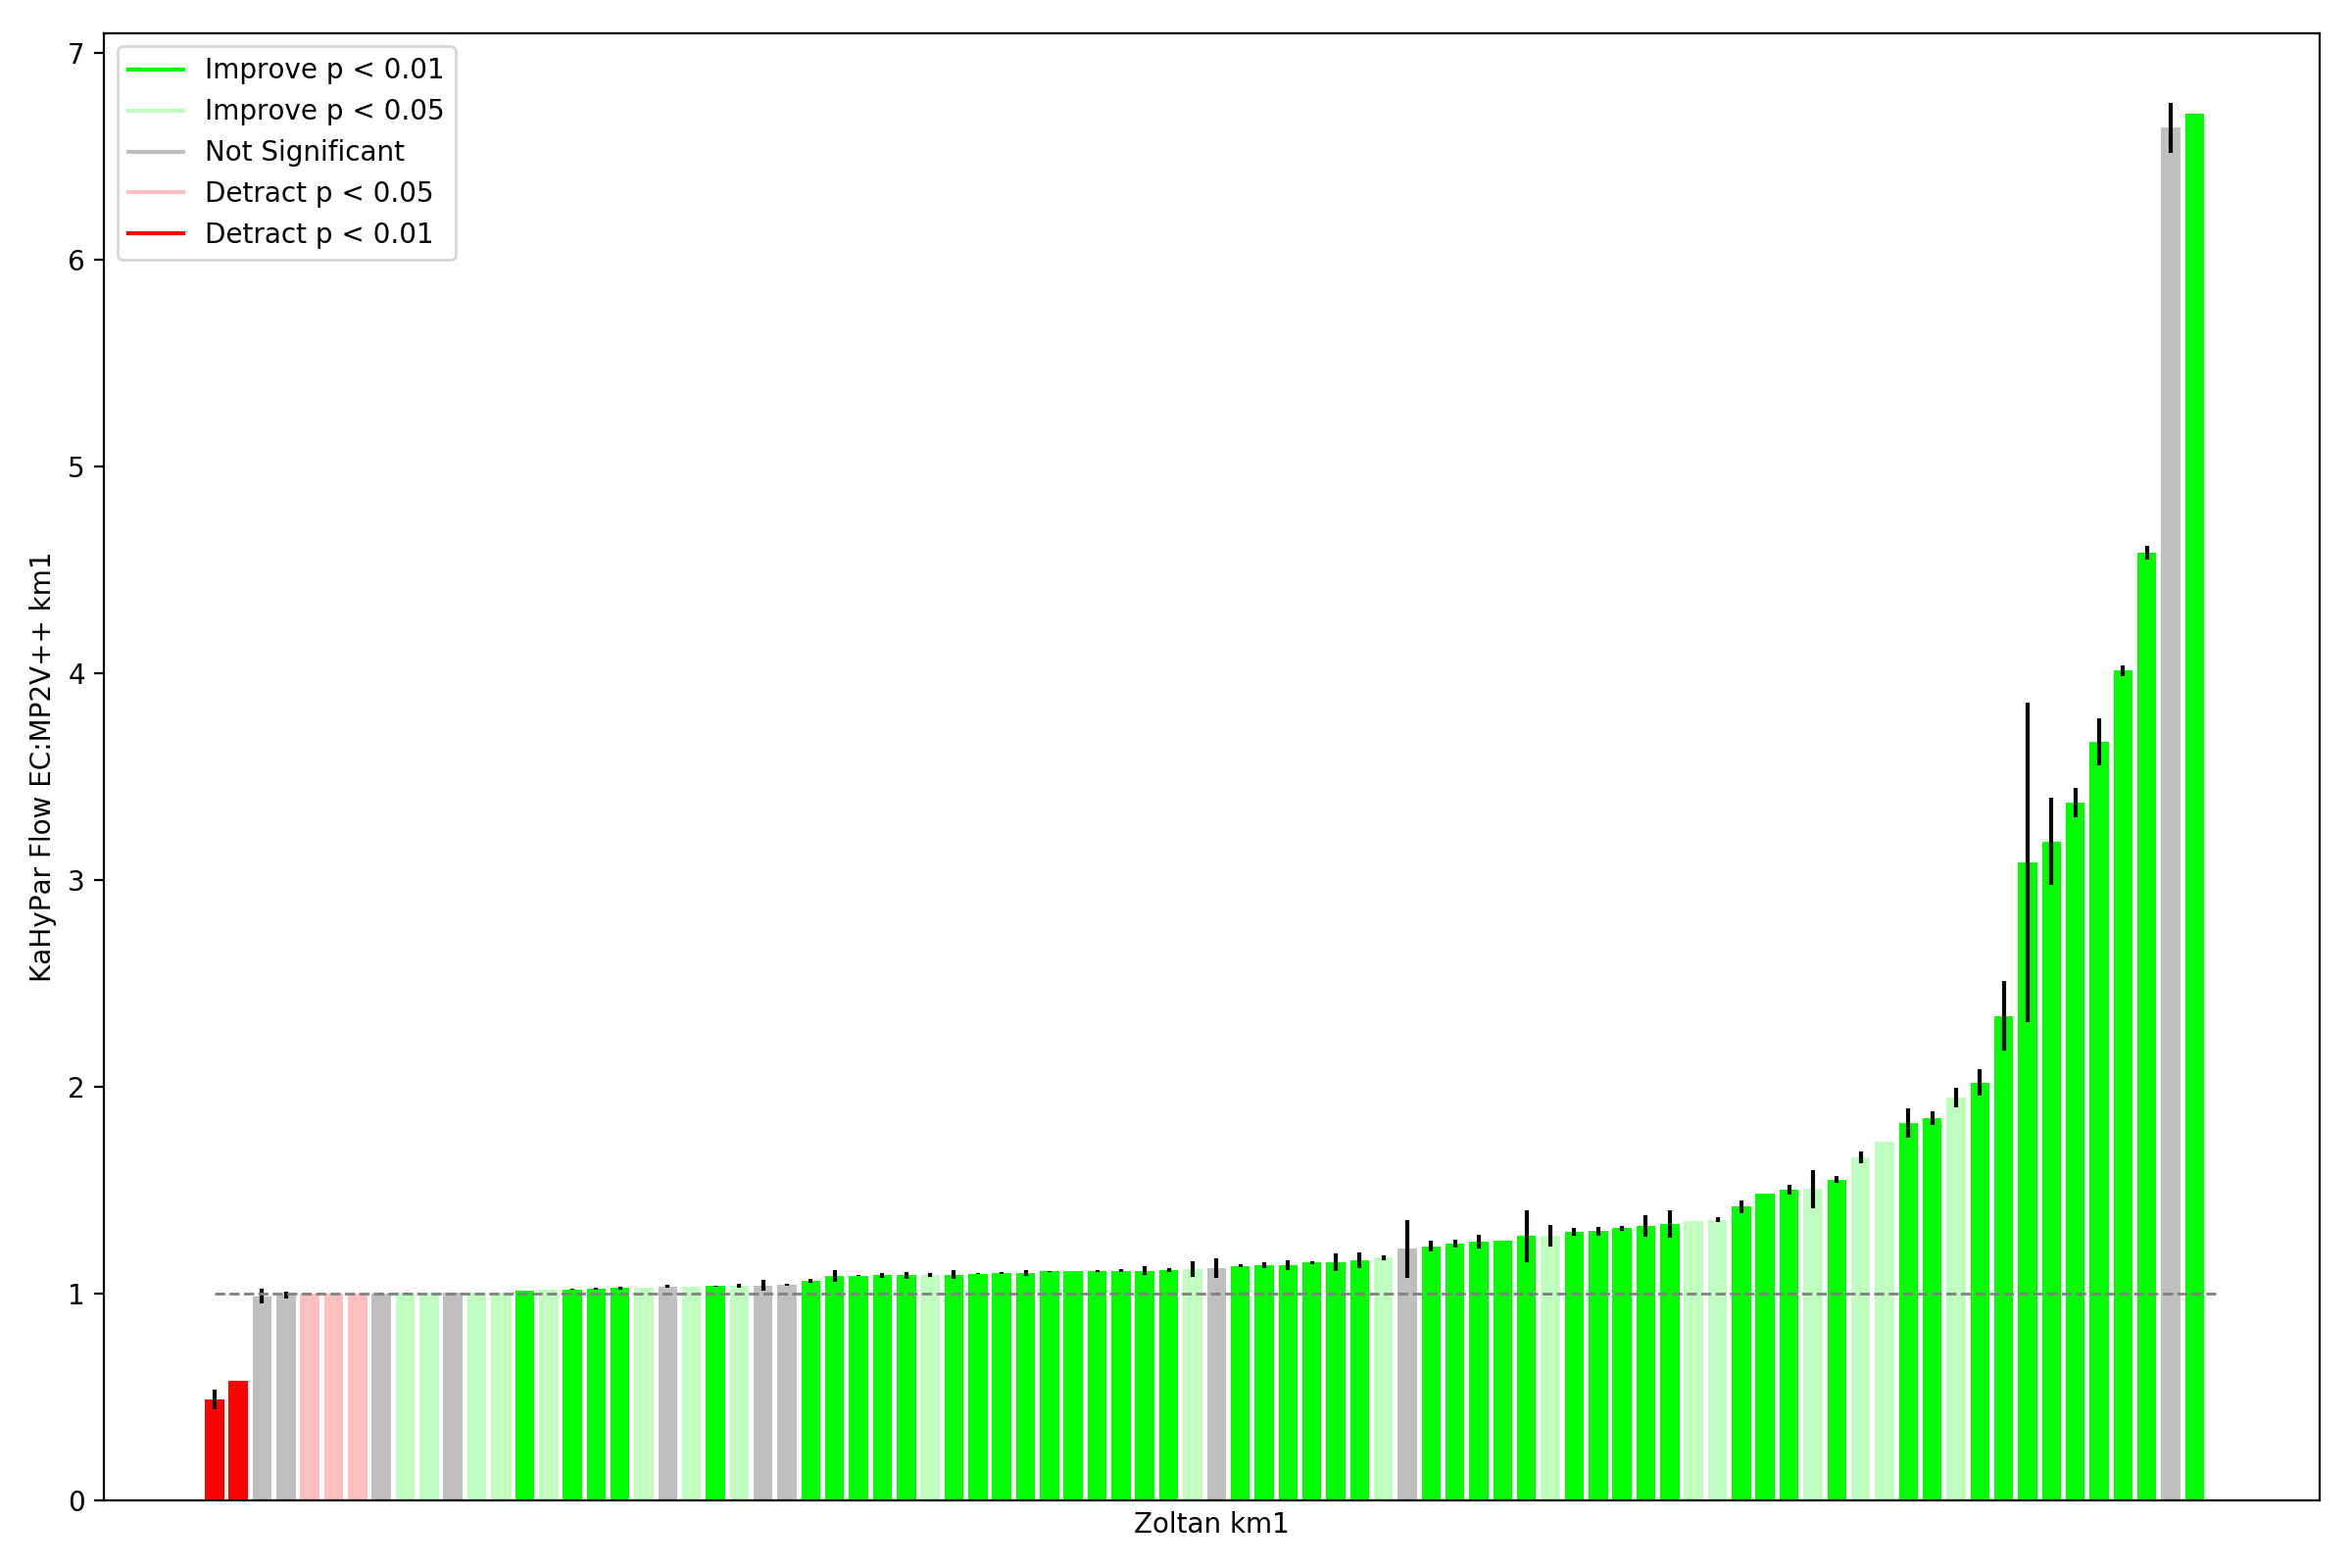 7
6
5
4
3
2
1
0
Improve p < 0.01
Improve p < 0.05
Not Significant
Detract p < 0.05
Detract p < 0.01
KaHyPar Flow EC:MP2V++ km1
Zoltan km1